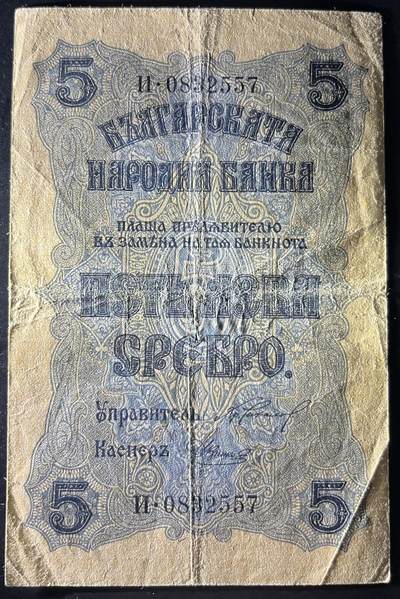 5 И·0832557 5
БЪЛГАРСКАТА
НАРОДНА БАНКА
ПЛАЩА ПРѢДЯВИТЕЛЮ
ВЪ ЗАМѢНА НА ТАЯ БАНКНОТА
ПЕТЬ ЛЕВА
СРЕБРО.
Управитель
Касиеръ
5 И·0832557 5